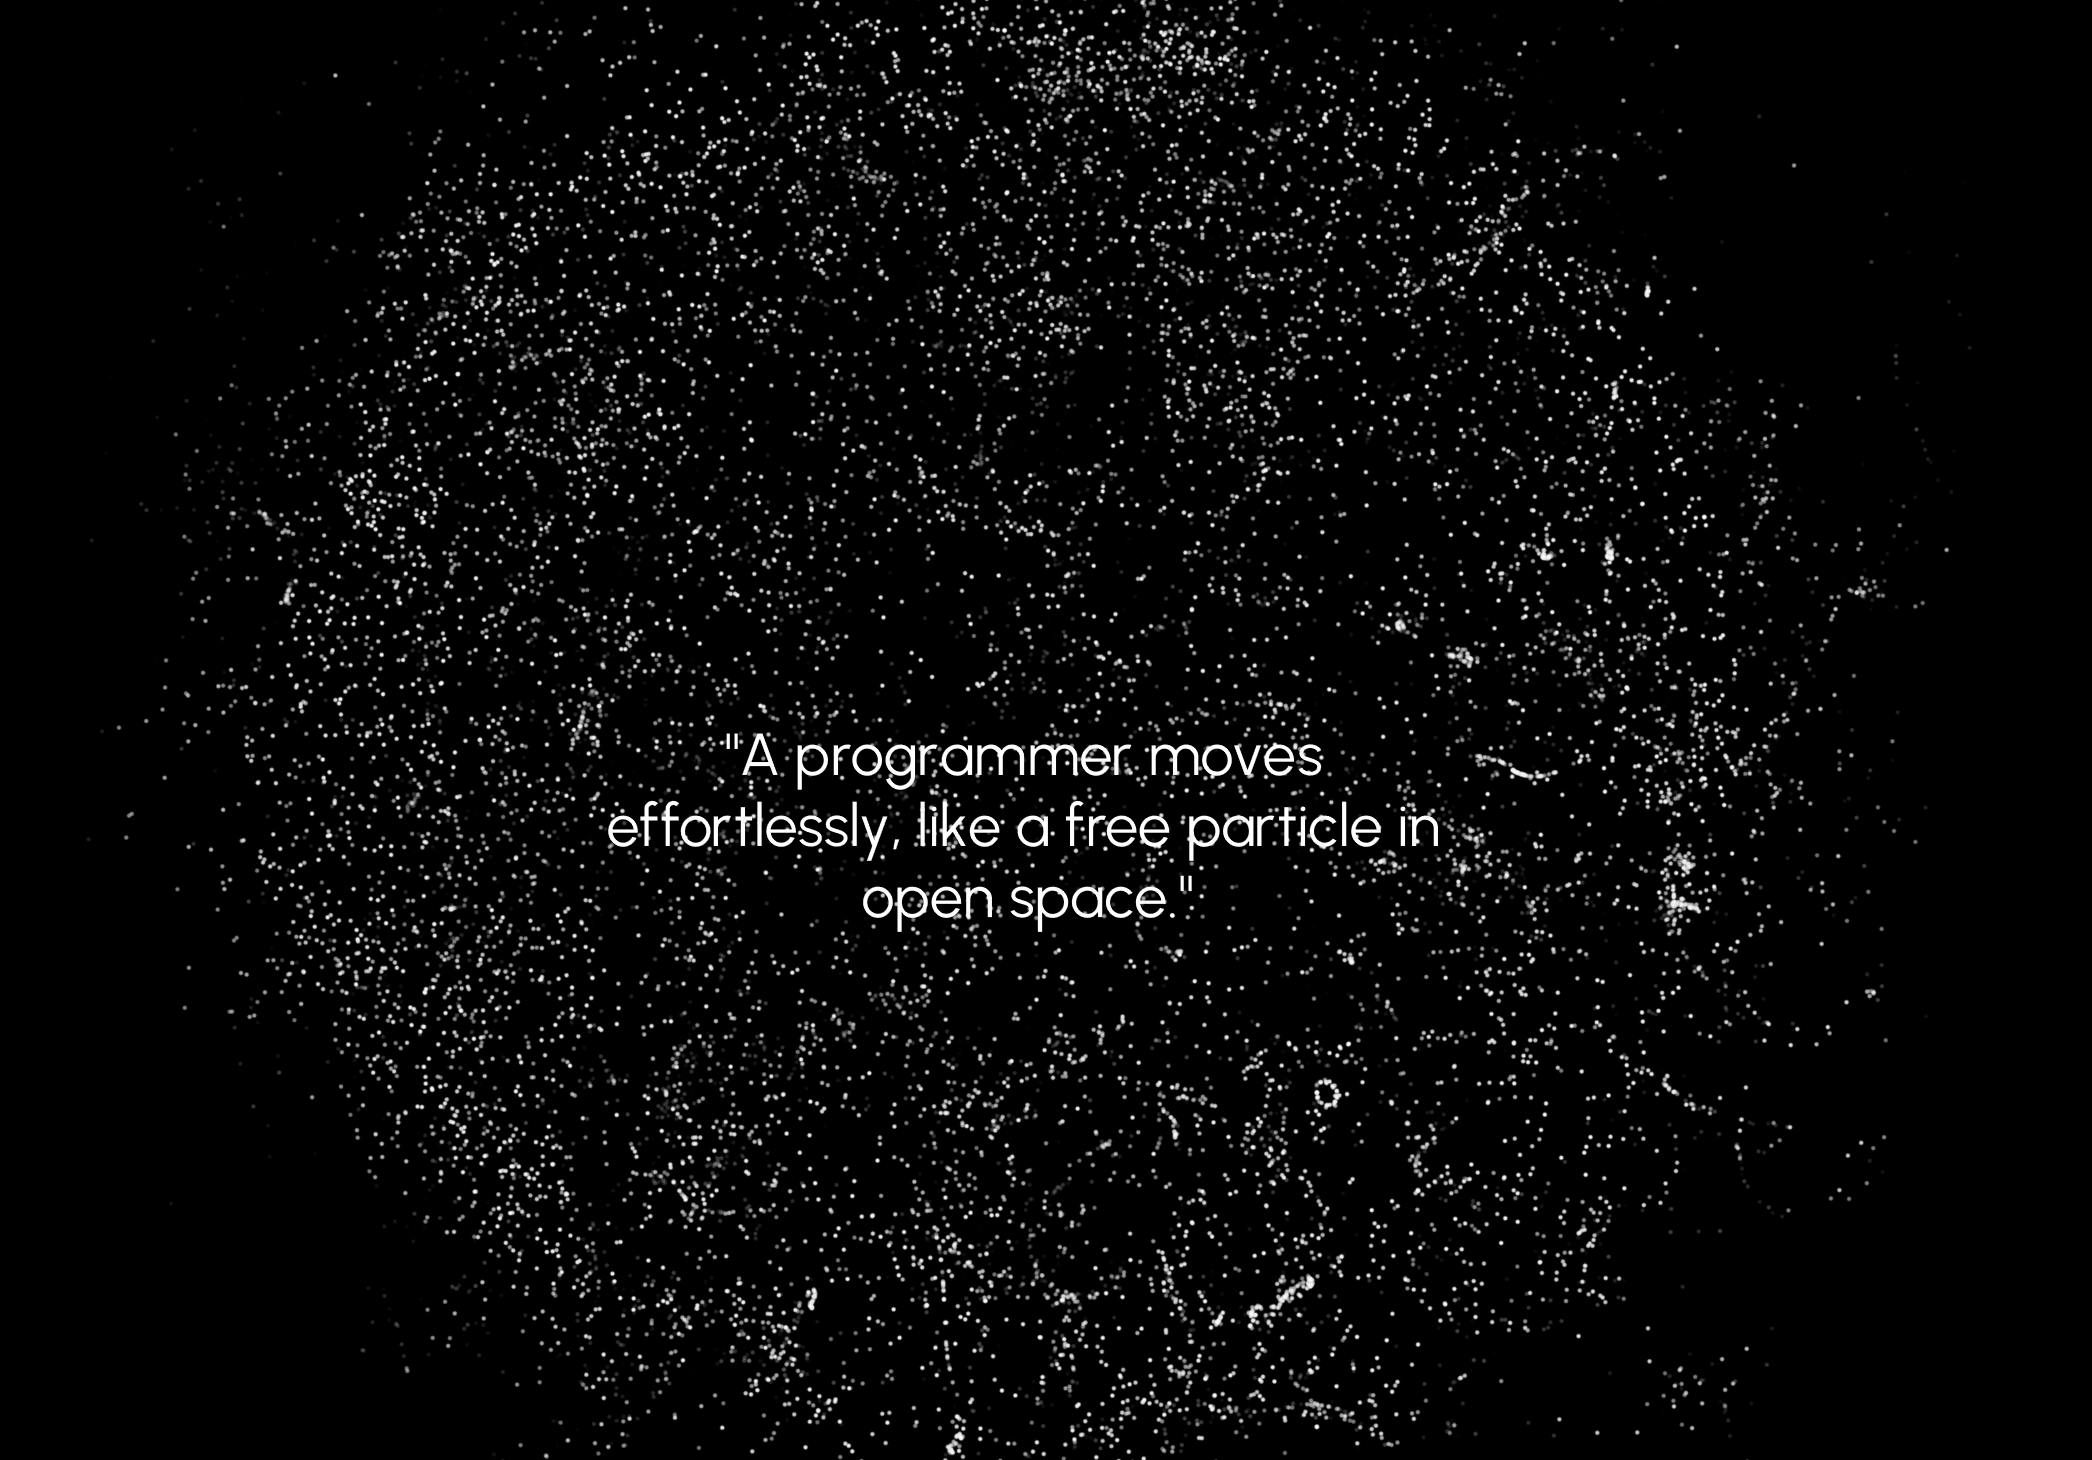 "A programmer moves
effortlessly, like a free particle in
open space."